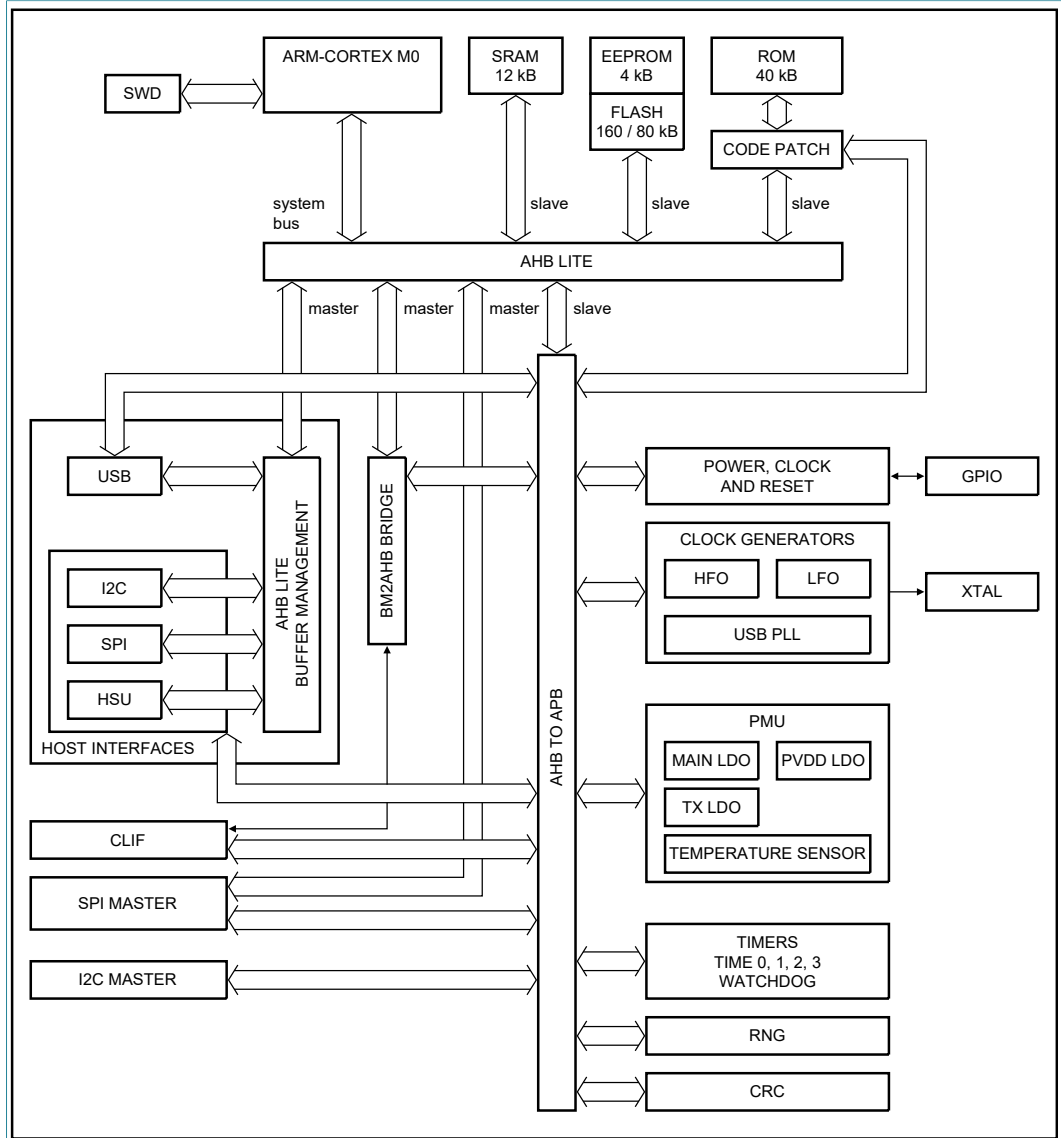 ARM-CORTEX M0
SRAM
12 kB
EEPROM
4 kB
ROM
40 kB
SWD
FLASH
160 / 80 kB
CODE PATCH
system
bus
slave
slave
slave
AHB LITE
master
master
master
slave
USB
POWER, CLOCK
AND RESET
GPIO
AHB LITE
BUFFER MANAGEMENT
BM2AHB BRIDGE
CLOCK GENERATORS
HFO
LFO
XTAL
USB PLL
I2C
SPI
HSU
HOST INTERFACES
AHB TO APB
PMU
MAIN LDO
PVDD LDO
TX LDO
TEMPERATURE SENSOR
CLIF
SPI MASTER
I2C MASTER
TIMERS
TIME 0, 1, 2, 3
WATCHDOG
RNG
CRC